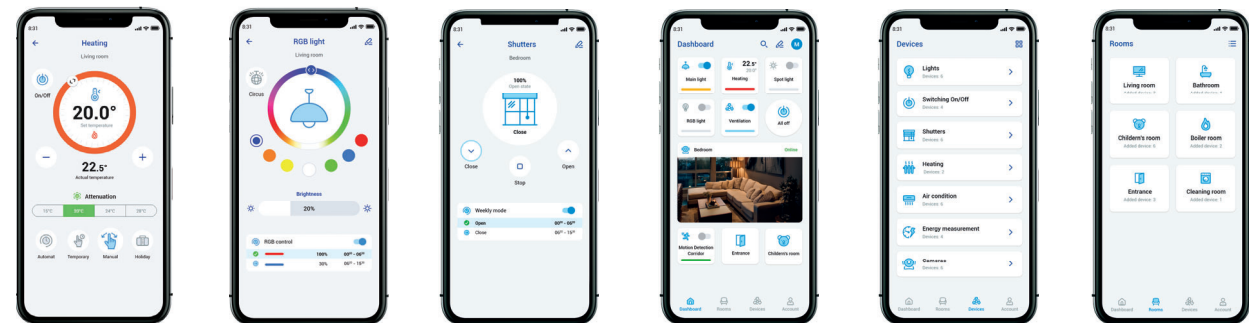 8:31
Heating
Living room
On/Off
20.0°
Set temperature
22.5°
Actual temperature
Attenuation
15°C 20°C 24°C 28°C
Automat Temporary Manual Holiday
8:31
RGB light
Living room
Circus
Brightness
20%
RGB control
100%
30%
8:31
Shutters
Bedroom
100%
Open state
Close
Close Open
Stop
Weekly mode
Open
Close
8:31
Dashboard
M
22.5°
20.0°
Main light Heating Spot light
RGB light Ventilation All off
Bedroom Online
Motion Detection
Corridor Entrance Childern's room
Dashboard Rooms Devices Account
8:31
Devices
Lights
Devices: 6
Switching On/Off
Devices: 4
Shutters
Devices: 6
Heating
Devices: 2
Air condition
Devices: 6
Energy measurement
Devices: 4
Cameras
Devices: 6
Dashboard Rooms Devices Account
8:31
Rooms
Living room Bathroom
Childern's room Boiler room
Added device: 6 Added device: 2
Entrance Cleaning room
Added device: 3 Added device: 1
Dashboard Rooms Devices Account